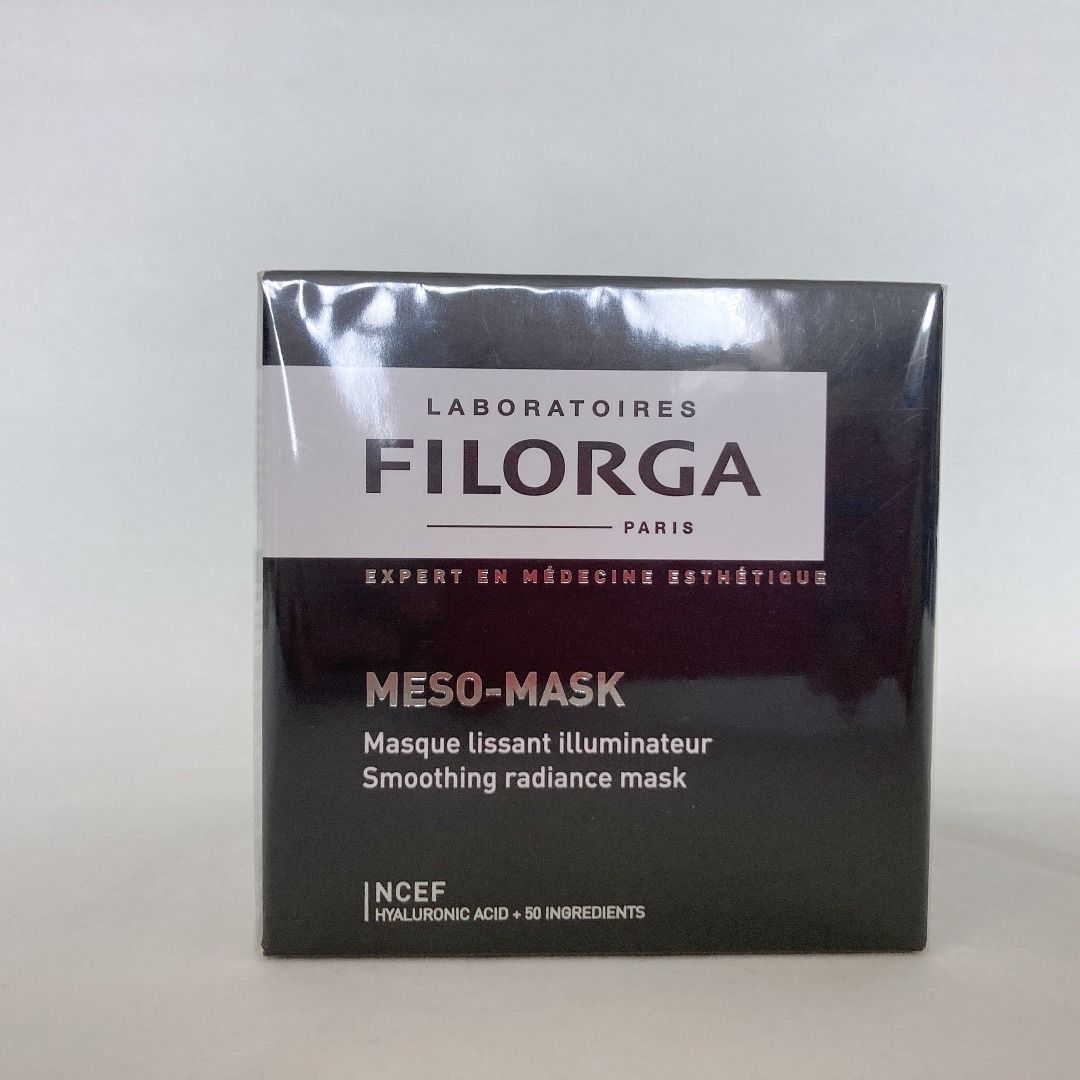 LABORATOIRES
FILORGA
PARIS
EXPERT EN MÉDECINE ESTHÉTIQUE
MESO-MASK
Masque lissant illuminateur
Smoothing radiance mask
NCEF
HYALURONIC ACID + 50 INGREDIENTS